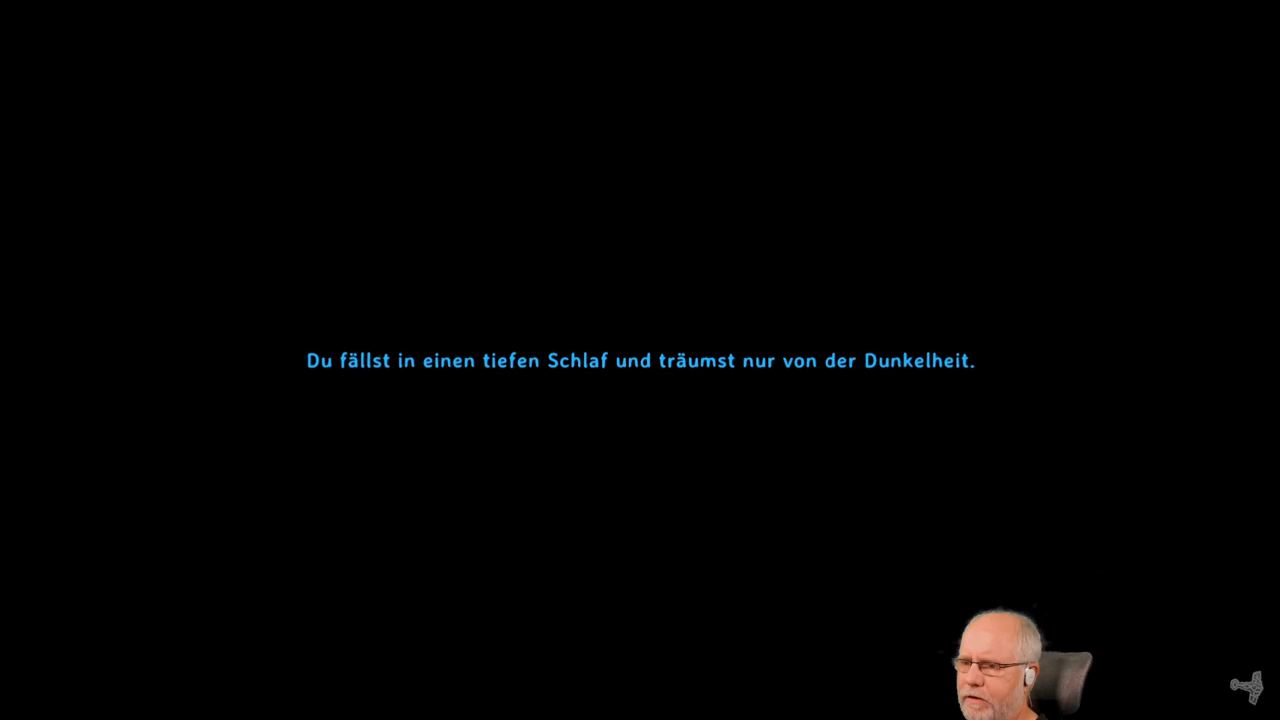 Du fällst in einen tiefen Schlaf und träumst nur von der Dunkelheit.